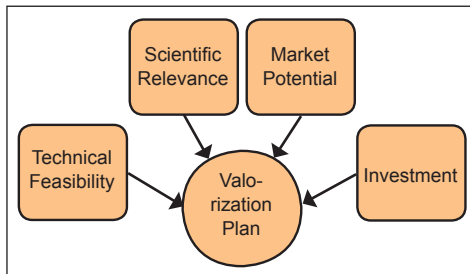 Scientific
Relevance
Market
Potential
Technical
Feasibility
Valo-
rization
Plan
Investment